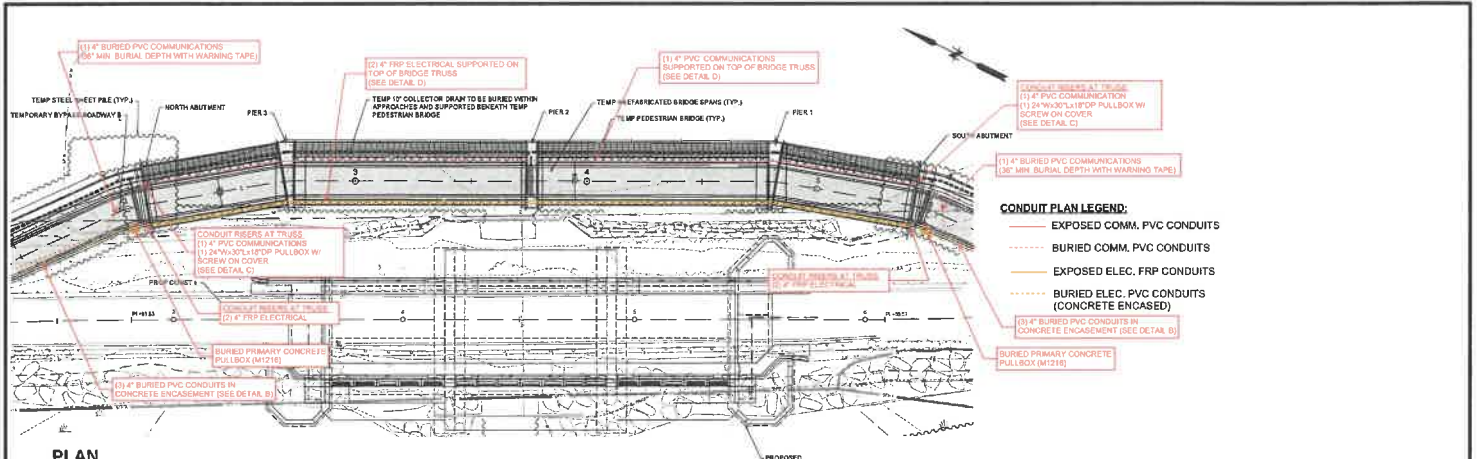 (1) 4" BURIED PVC COMMUNICATIONS
(36" MIN. BURIAL DEPTH WITH WARNING TAPE)
(2) 4" FRP ELECTRICAL SUPPORTED ON
TOP OF BRIDGE TRUSS
(SEE DETAIL D)
(1) 4" PVC COMMUNICATIONS
SUPPORTED ON TOP OF BRIDGE TRUSS
(SEE DETAIL D)
CONDUIT RISERS AT TRUSS
(1) 4" PVC COMMUNICATION
(1) 24"Wx30"Lx18"DP PULLBOX W/
SCREW ON COVER
(SEE DETAIL C)
TEMP STEEL SHEET PILE (TYP.)
NORTH ABUTMENT
TEMPORARY BYPASS ROADWAY B
PIER 3
TEMP 10" COLLECTOR DRAIN TO BE BURIED WITHIN
APPROACHES AND SUPPORTED BENEATH TEMP
PEDESTRIAN BRIDGE
PIER 2
TEMP PREFABRICATED BRIDGE SPANS (TYP.)
TEMP PEDESTRIAN BRIDGE (TYP.)
PIER 1
SOUTH ABUTMENT
(1) 4" BURIED PVC COMMUNICATIONS
(36" MIN. BURIAL DEPTH WITH WARNING TAPE)
3
4
CONDUIT PLAN LEGEND:
EXPOSED COMM. PVC CONDUITS
BURIED COMM. PVC CONDUITS
EXPOSED ELEC. FRP CONDUITS
BURIED ELEC. PVC CONDUITS
(CONCRETE ENCASED)
CONDUIT RISERS AT TRUSS
(1) 4" PVC COMMUNICATIONS
(1) 24"Wx30"Lx18"DP PULLBOX W/
SCREW ON COVER
(SEE DETAIL C)
CONDUIT RISERS AT TRUSS
(2) 4" FRP ELECTRICAL
CONDUIT RISERS AT TRUSS
(2) 4" FRP ELECTRICAL
(3) 4" BURIED PVC CONDUITS IN
CONCRETE ENCASEMENT (SEE DETAIL B)
BURIED PRIMARY CONCRETE
PULLBOX (M1216)
BURIED PRIMARY CONCRETE
PULLBOX (M1216)
(3) 4" BURIED PVC CONDUITS IN
CONCRETE ENCASEMENT (SEE DETAIL B)
4
5
6
PLAN
PROPOSED